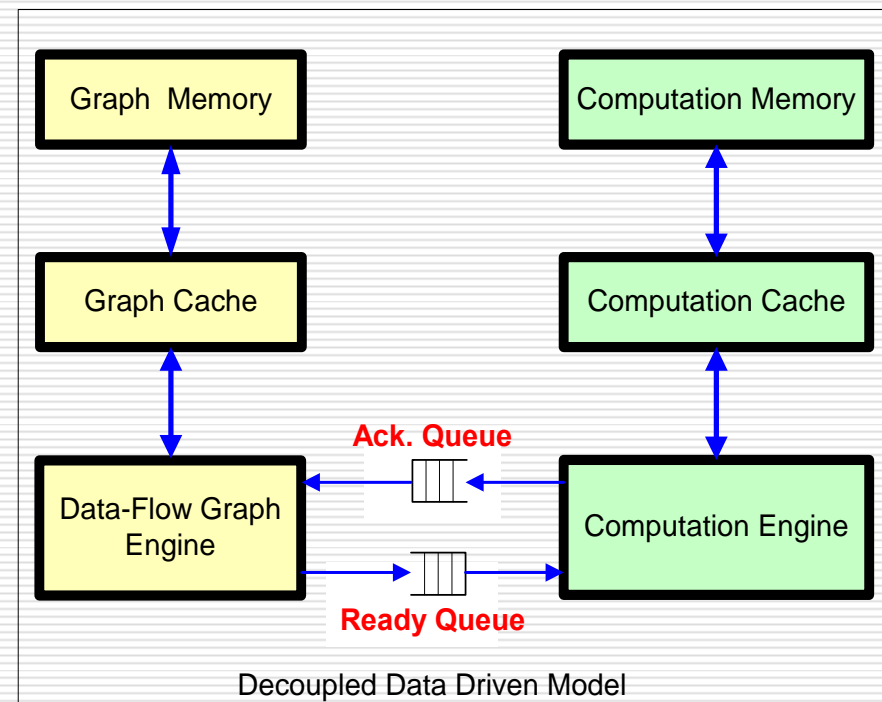 Graph Memory
Computation Memory
Graph Cache
Computation Cache
Ack. Queue
Data-Flow Graph
Engine
Computation Engine
Ready Queue
Decoupled Data Driven Model